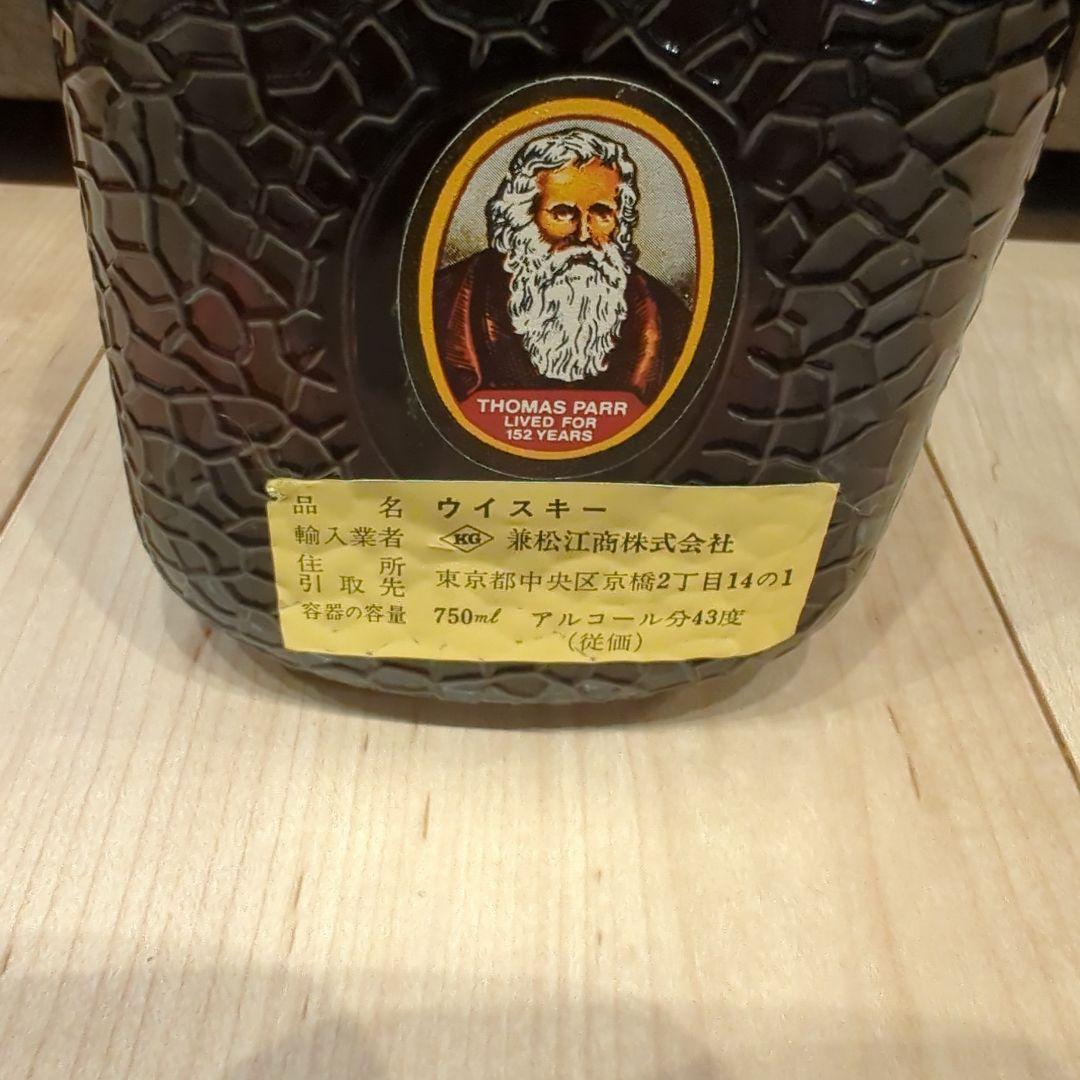 THOMAS PARR
LIVED FOR
152 YEARS
品 名 ウイスキー
輸入業者 KG 兼松江商株式会社
住 所
引取先 東京都中央区京橋2丁目14の1
容器の容量 750ml アルコール分43度
(従価)